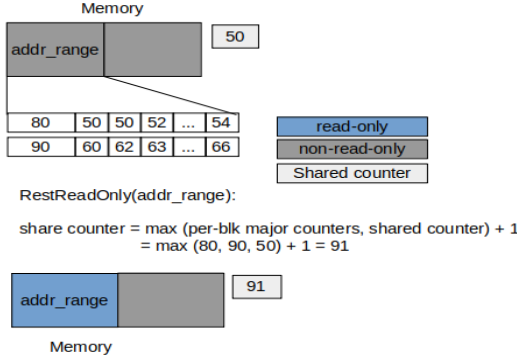 Memory
addr_range
50
80 50 50 52 ... 54
90 60 62 63 ... 66
read-only
non-read-only
Shared counter
RestReadOnly(addr_range):
share counter = max (per-blk major counters, shared counter) + 1
= max (80, 90, 50) + 1 = 91
addr_range
91
Memory